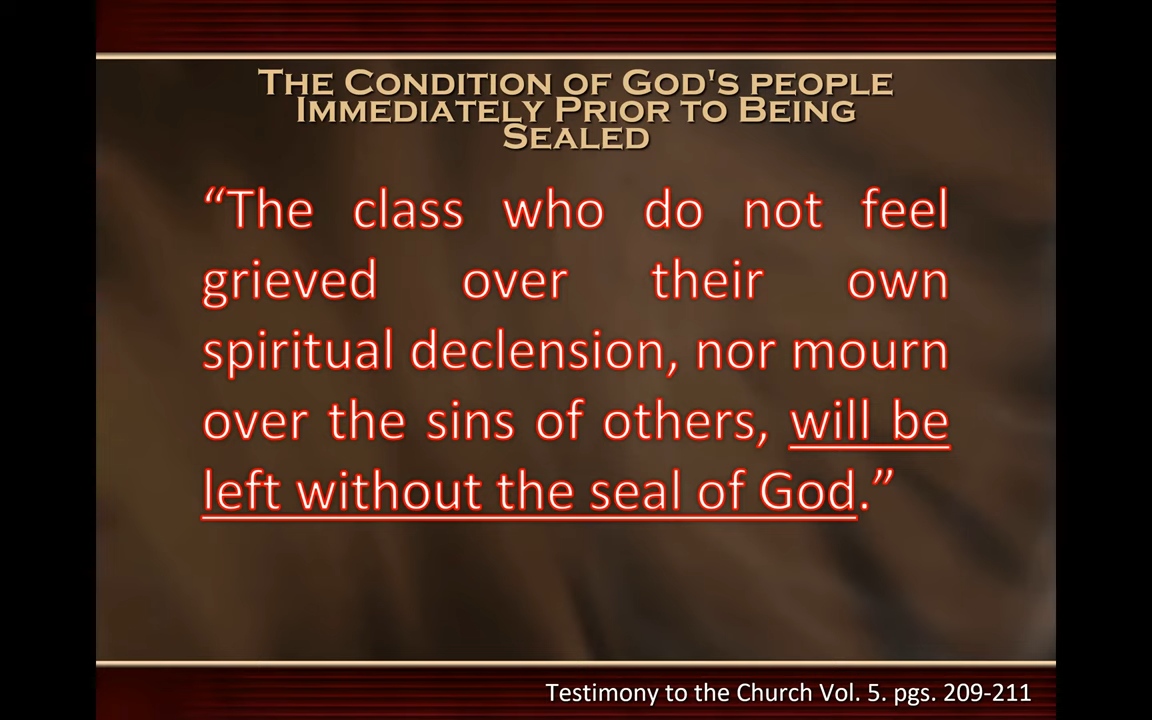 The Condition of God's people
Immediately Prior to Being
Sealed
“The class who do not feel
grieved over their own
spiritual declension, nor mourn
over the sins of others, will be
left without the seal of God.”
Testimony to the Church Vol. 5. pgs. 209-211